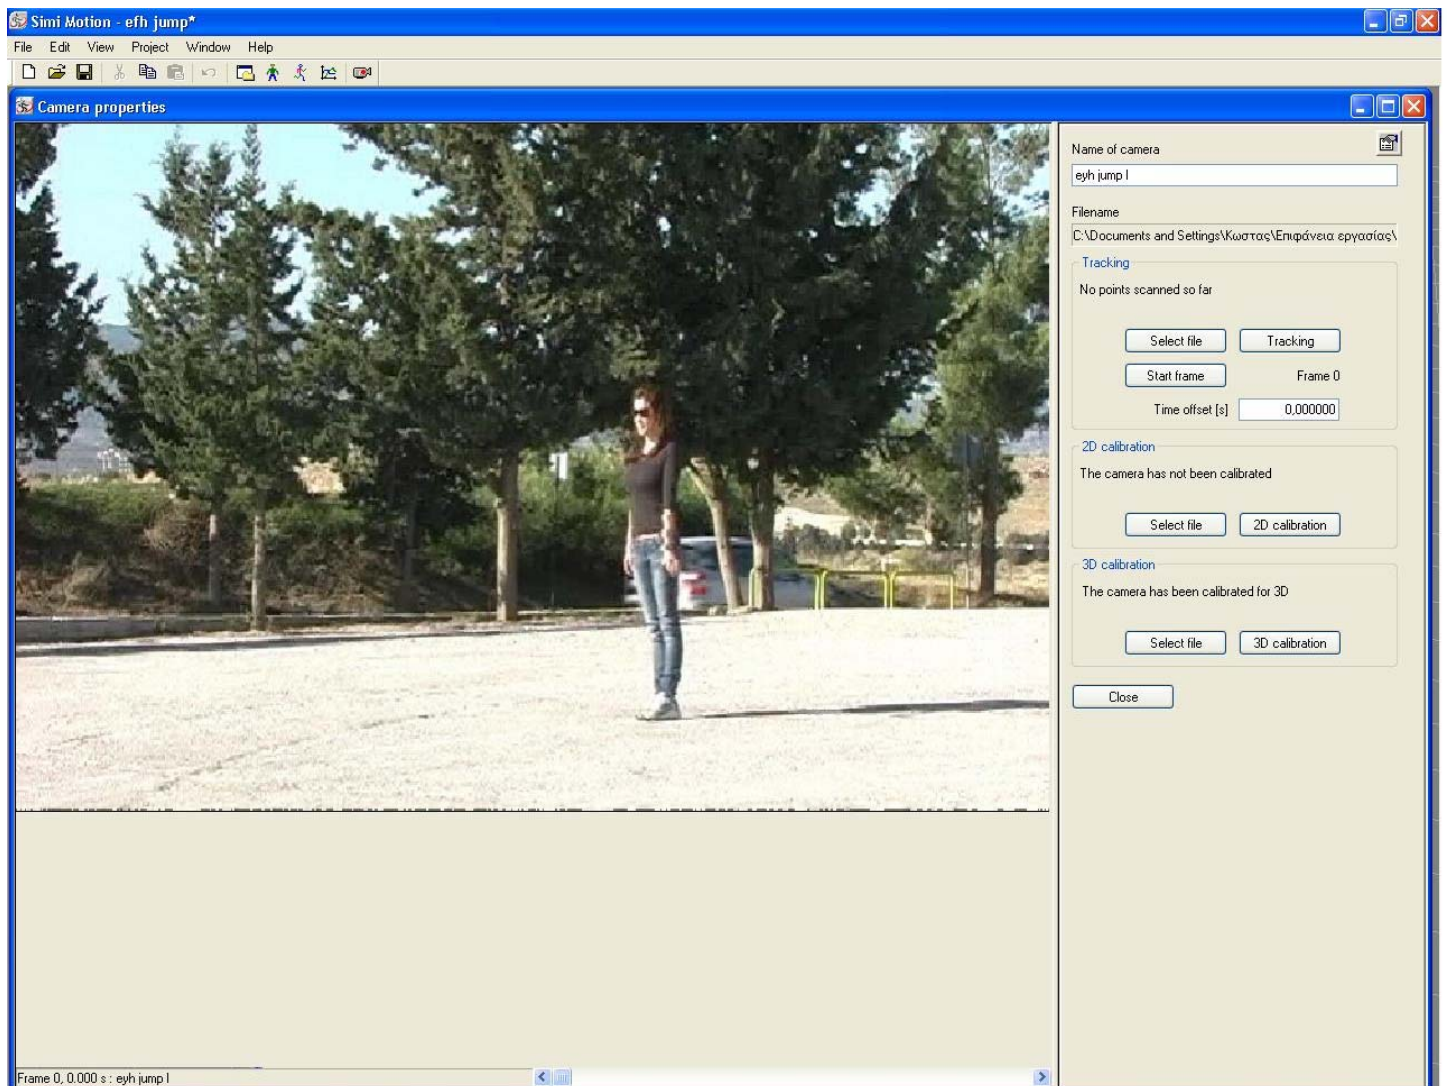 Simi Motion - efh jump*
File Edit View Project Window Help
Camera properties
Name of camera
eyh jump l
Filename
C:\Documents and Settings\Κωστας\Επιφάνεια εργασίας\
Tracking
No points scanned so far
Select file Tracking
Start frame Frame 0
Time offset [s] 0,000000
2D calibration
The camera has not been calibrated
Select file 2D calibration
3D calibration
The camera has been calibrated for 3D
Select file 3D calibration
Close
Frame 0, 0.000 s : eyh jump l